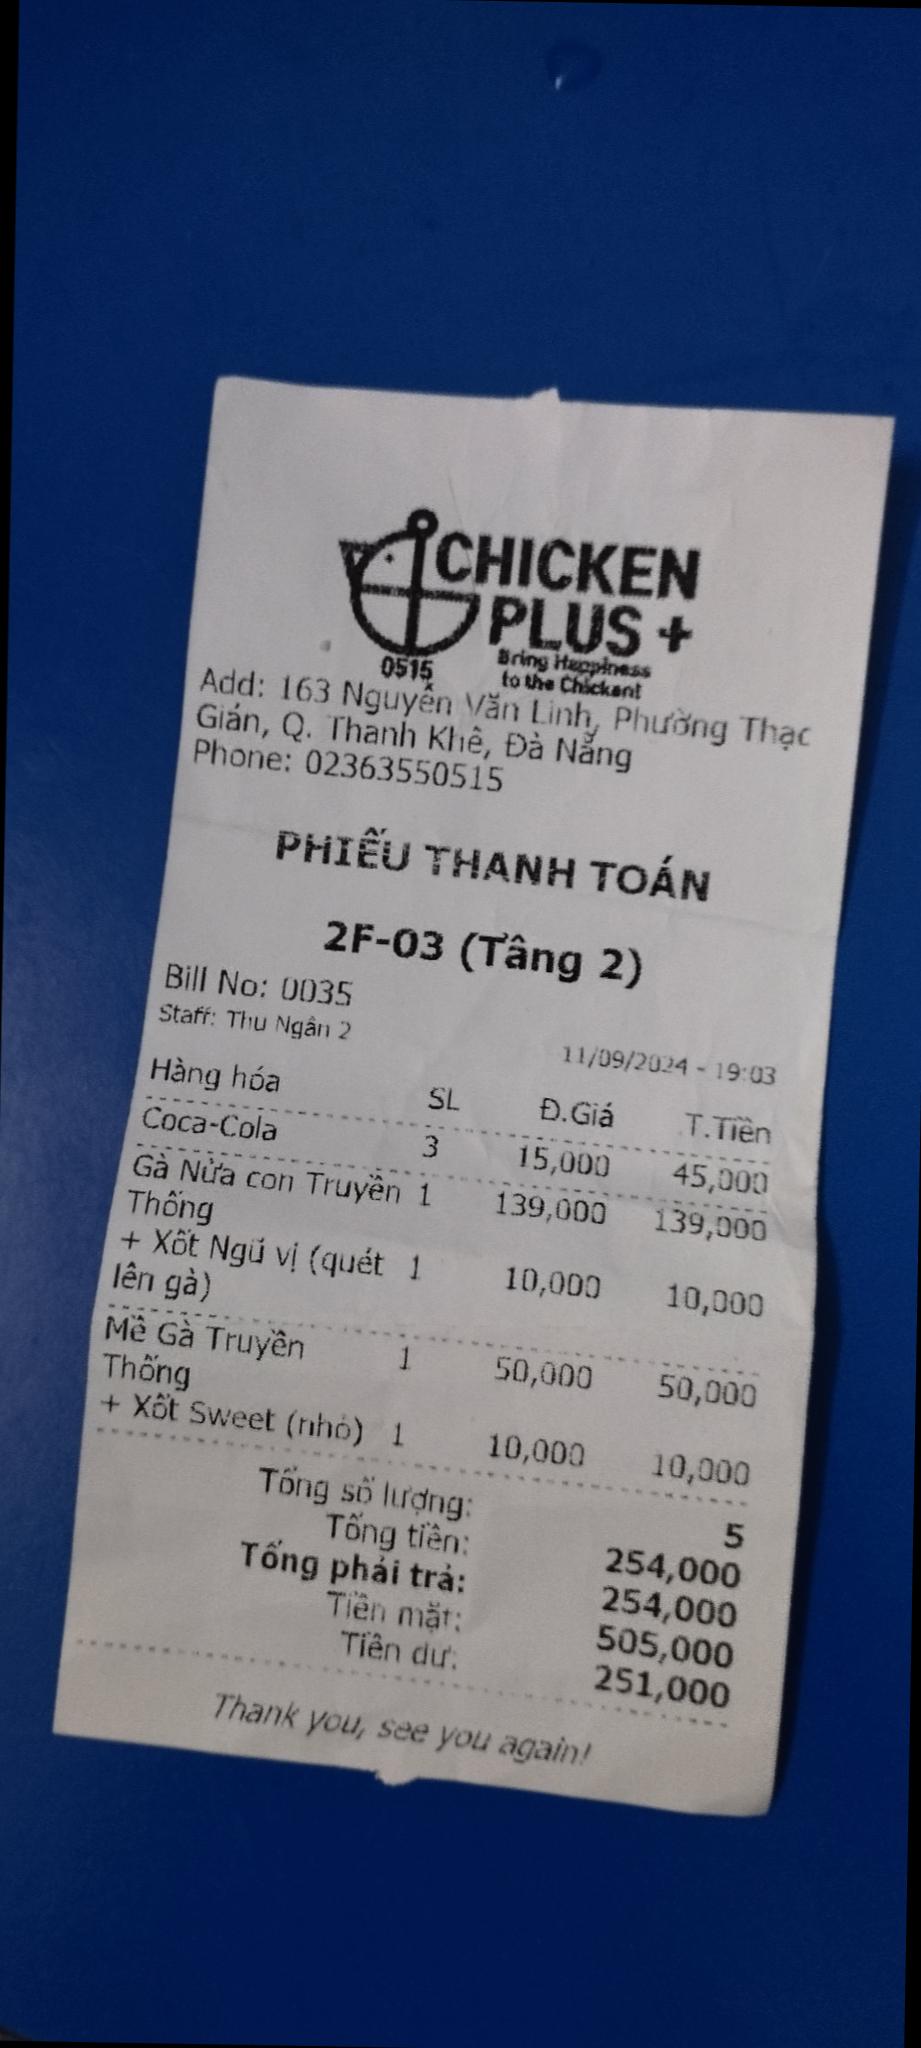 CHICKEN
PLUS +
0515
Bring Happiness
to the Chicken!
Add: 163 Nguyễn Văn Linh, Phường Thạc
Gián, Q. Thanh Khê, Đà Nẵng
Phone: 02363550515
PHIẾU THANH TOÁN
2F-03 (Tầng 2)
Bill No: 0035
Staff: Thu Ngân 2
11/09/2024 - 19:03
Hàng hóa SL Đ.Giá T.Tiền
Coca-Cola 3 15,000 45,000
Gà Nửa con Truyền 1 139,000 139,000
Thống
+ Xốt Ngũ vị (quét 1 10,000 10,000
lên gà)
Mề Gà Truyền 1 50,000 50,000
Thống
+ Xốt Sweet (nhỏ) 1 10,000 10,000
Tổng số lượng: 5
Tổng tiền: 254,000
Tổng phải trả: 254,000
Tiền mặt: 505,000
Tiền dư: 251,000
Thank you, see you again!